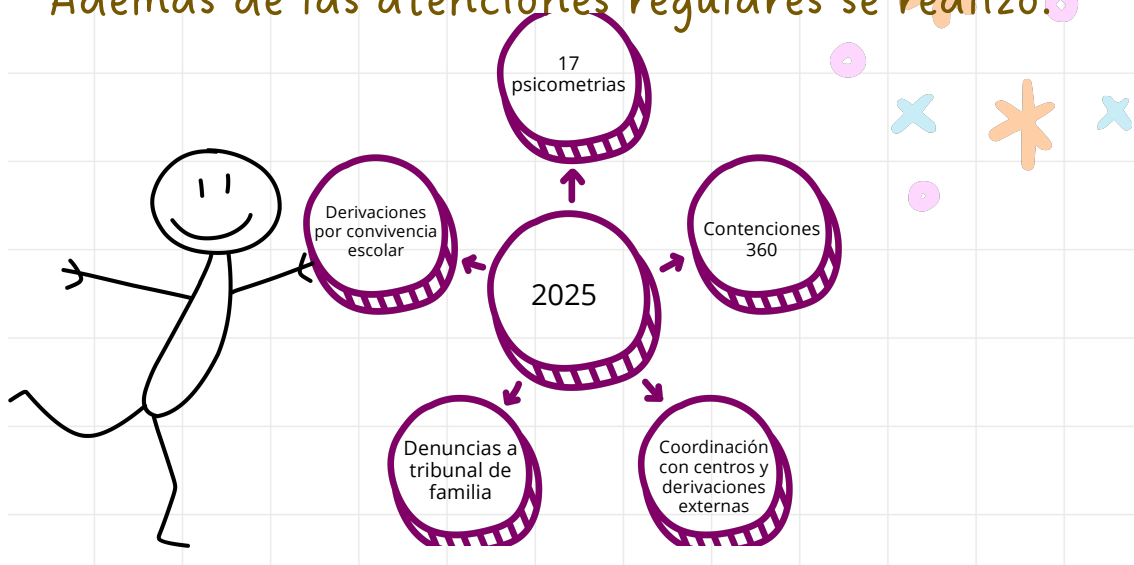 Además de las atenciones regulares se realizó:
17
psicometrias
Derivaciones
por convivencia
escolar
Contenciones
360
2025
Denuncias a
tribunal de
familia
Coordinación
con centros y
derivaciones
externas